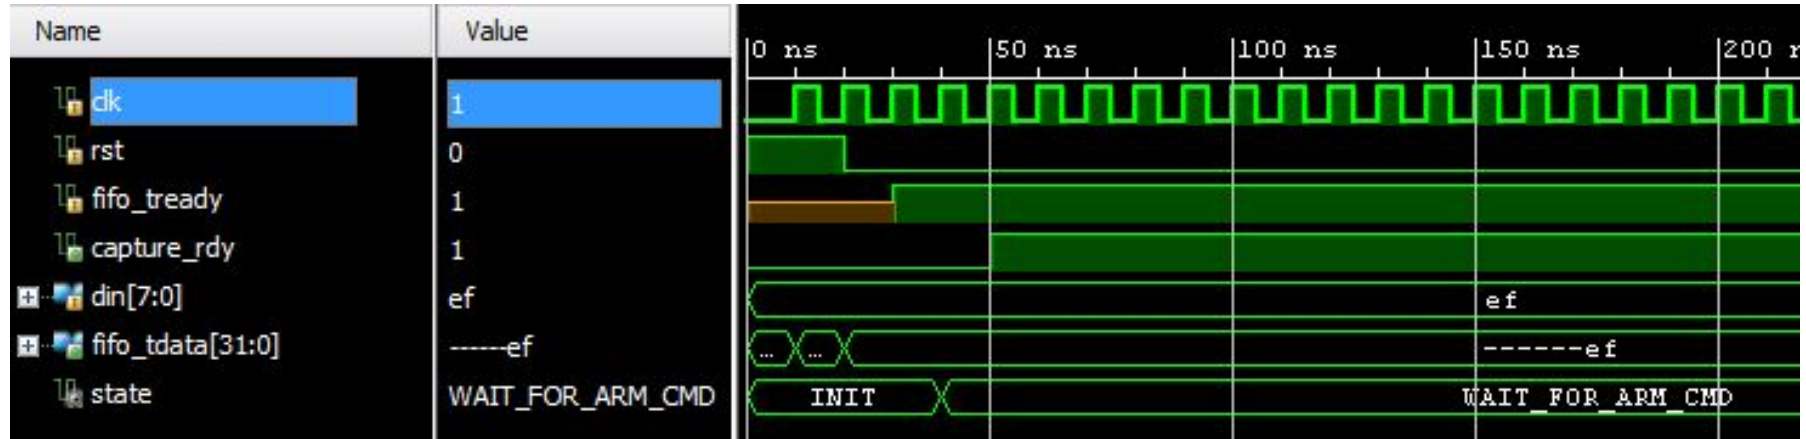 Name Value
|0 ns |50 ns |100 ns |150 ns |200 r
clk 1
rst 0
fifo_tready 1
capture_rdy 1
din[7:0] ef ef
fifo_tdata[31:0] ------ef ... ... ------ef
state WAIT_FOR_ARM_CMD INIT WAIT_FOR_ARM_CMD